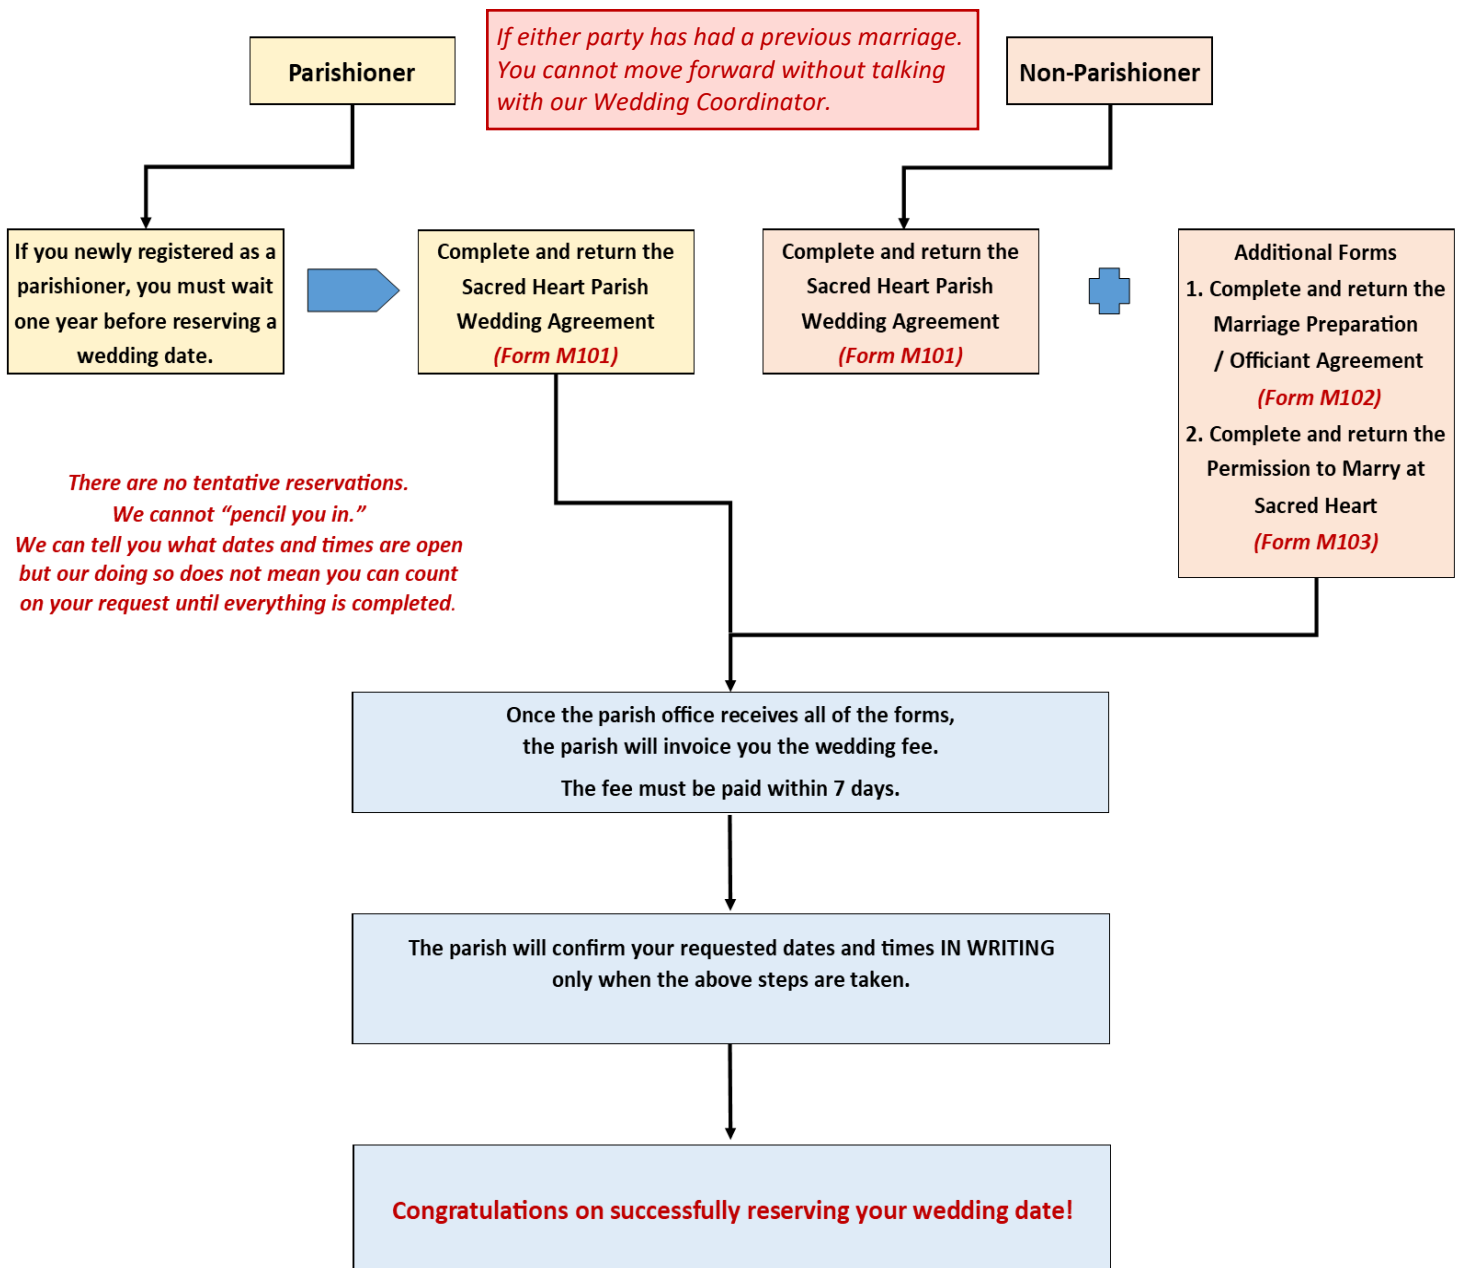 Parishioner
If either party has had a previous marriage.
You cannot move forward without talking
with our Wedding Coordinator.
Non-Parishioner
If you newly registered as a
parishioner, you must wait
one year before reserving a
wedding date.
Complete and return the
Sacred Heart Parish
Wedding Agreement
(Form M101)
Complete and return the
Sacred Heart Parish
Wedding Agreement
(Form M101)
Additional Forms
1. Complete and return the
Marriage Preparation
/ Officiant Agreement
(Form M102)
2. Complete and return the
Permission to Marry at
Sacred Heart
(Form M103)
There are no tentative reservations.
We cannot “pencil you in.”
We can tell you what dates and times are open
but our doing so does not mean you can count
on your request until everything is completed.
Once the parish office receives all of the forms,
the parish will invoice you the wedding fee.
The fee must be paid within 7 days.
The parish will confirm your requested dates and times IN WRITING
only when the above steps are taken.
Congratulations on successfully reserving your wedding date!